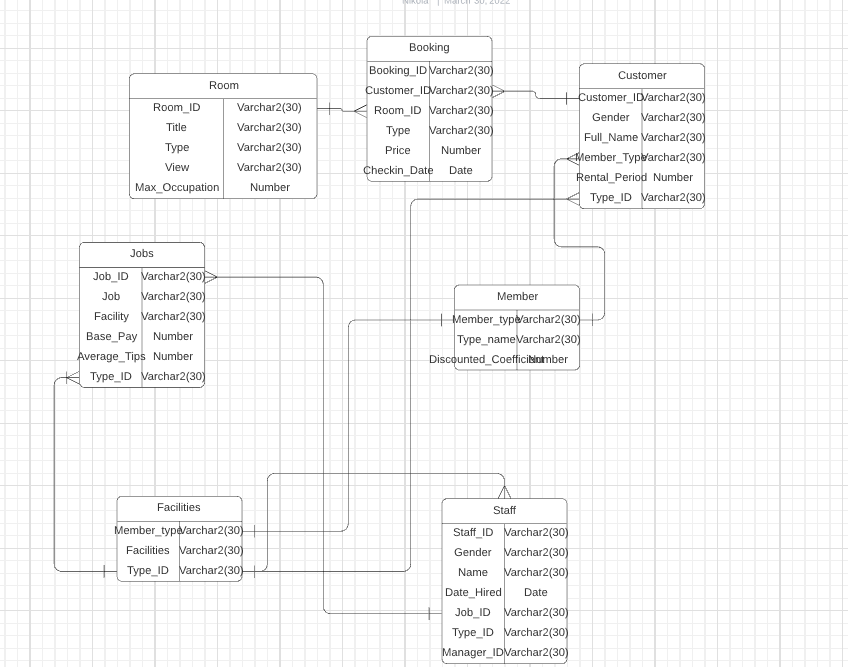 Nikola | March 30, 2022
Booking
Booking_ID Varchar2(30)
Customer_ID Varchar2(30)
Room_ID Varchar2(30)
Type Varchar2(30)
Price Number
Checkin_Date Date
Customer
Customer_ID Varchar2(30)
Gender Varchar2(30)
Full_Name Varchar2(30)
Member_Type Varchar2(30)
Rental_Period Number
Type_ID Varchar2(30)
Room
Room_ID Varchar2(30)
Title Varchar2(30)
Type Varchar2(30)
View Varchar2(30)
Max_Occupation Number
Jobs
Job_ID Varchar2(30)
Job Varchar2(30)
Facility Varchar2(30)
Base_Pay Number
Average_Tips Number
Type_ID Varchar2(30)
Member
Member_type Varchar2(30)
Type_name Varchar2(30)
Discounted_Coefficient Number
Facilities
Member_type Varchar2(30)
Facilities Varchar2(30)
Type_ID Varchar2(30)
Staff
Staff_ID Varchar2(30)
Gender Varchar2(30)
Name Varchar2(30)
Date_Hired Date
Job_ID Varchar2(30)
Type_ID Varchar2(30)
Manager_ID Varchar2(30)